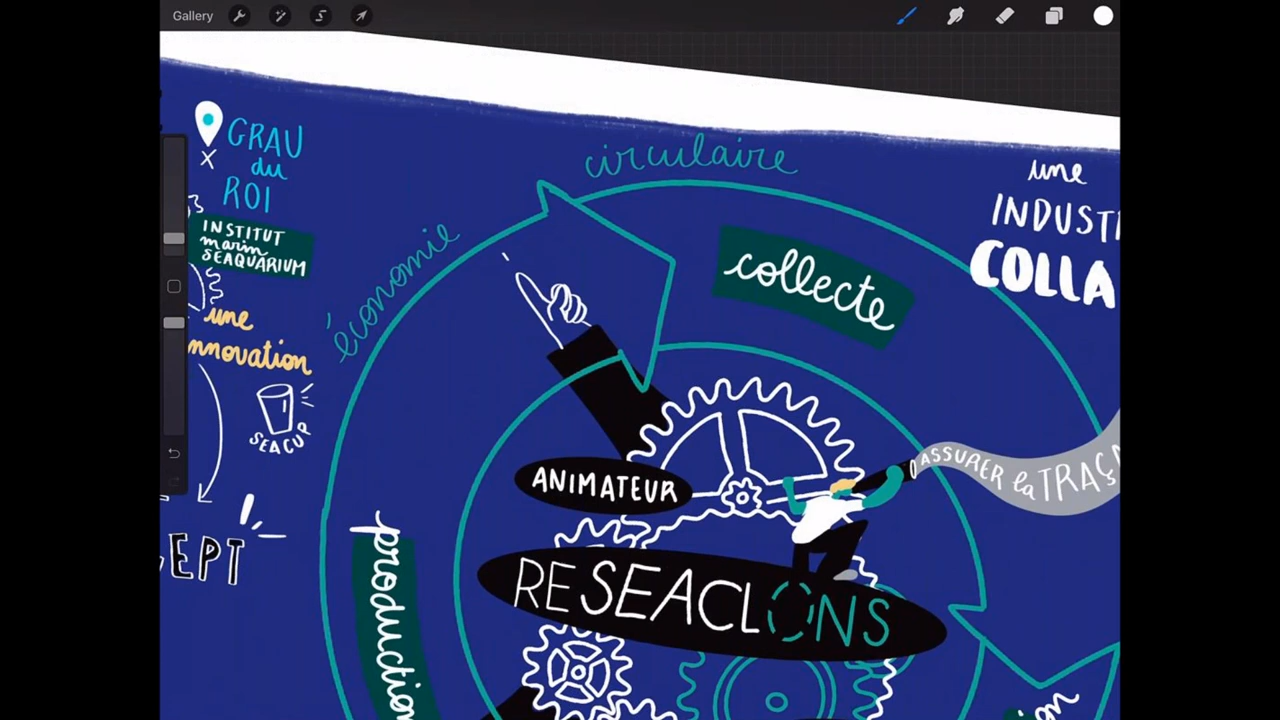 Gallery
GRAU
du
ROI
INSTITUT
marin
SEAQUARIUM
une
nnovation
SEACUP
EPT
économie
circulaire
collecte
production
ANIMATEUR
RESEACLONS
ASSURER la TRAÇ
une
INDUSTI
COLLA